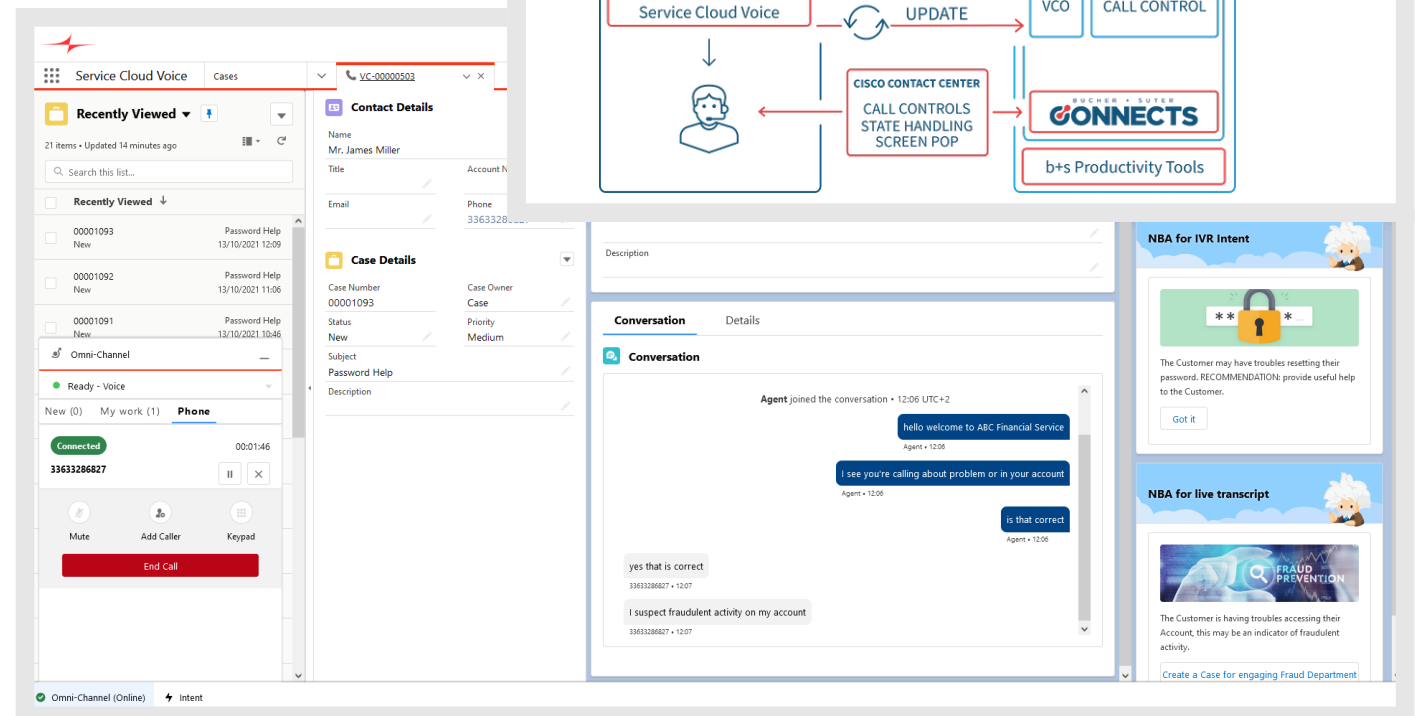 Service Cloud Voice
UPDATE
VCO
CALL CONTROL
CISCO CONTACT CENTER
CALL CONTROLS
STATE HANDLING
SCREEN POP
BUCHER + SUTER
CONNECTS
b+s Productivity Tools
Service Cloud Voice
Cases
VC-00000503
Recently Viewed
21 items • Updated 14 minutes ago
Search this list...
Recently Viewed
00001093
Password Help
New
13/10/2021 12:09
00001092
Password Help
New
13/10/2021 11:06
00001091
Password Help
New
13/10/2021 10:46
Omni-Channel
Ready - Voice
New (0)
My work (1)
Phone
Connected
00:01:46
33633286827
Mute
Add Caller
Keypad
End Call
Contact Details
Name
Mr. James Miller
Title
Account N
Email
Phone
Case Details
Case Number
Case Owner
00001093
Case
Status
Priority
New
Medium
Subject
Password Help
Description
Description
Conversation
Details
Conversation
Agent joined the conversation • 12:06 UTC+2
hello welcome to ABC Financial Service
Agent • 12:06
I see you're calling about problem or in your account
Agent • 12:06
is that correct
Agent • 12:06
yes that is correct
33633286827 • 12:07
I suspect fraudulent activity on my account
33633286827 • 12:07
NBA for IVR Intent
The Customer may have troubles resetting their
password. RECOMMENDATION: provide useful help
to the Customer.
Got it
NBA for live transcript
FRAUD
PREVENTION
The Customer is having troubles accessing their
Account, this may be an indicator of fraudulent
activity.
Create a Case for engaging Fraud Department
Omni-Channel (Online)
Intent